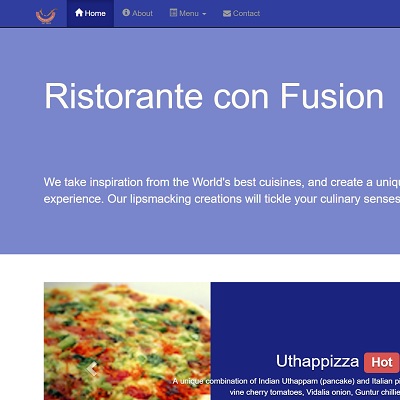 Home About Menu Contact
Ristorante con Fusion
We take inspiration from the World's best cuisines, and create a uniq
experience. Our lipsmacking creations will tickle your culinary senses
Uthappizza Hot
A unique combination of Indian Uthappam (pancake) and Italian pi
vine cherry tomatoes, Vidalia onion, Guntur chillie